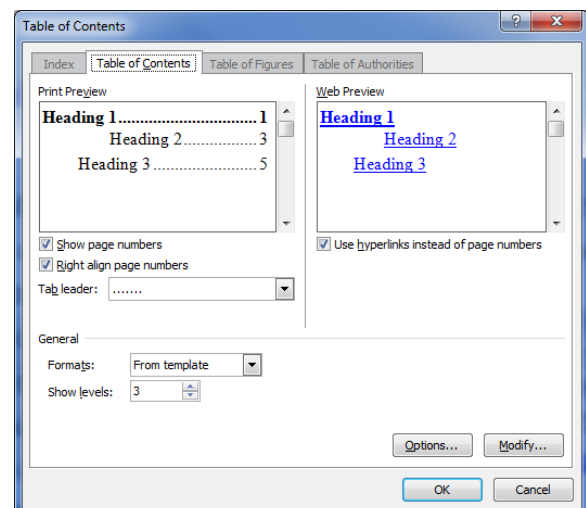 Table of Contents
Index Table of Contents Table of Figures Table of Authorities
Print Preview Web Preview
Heading 1..............................1 Heading 1
Heading 2...............3 Heading 2
Heading 3......................5 Heading 3
Show page numbers Use hyperlinks instead of page numbers
Right align page numbers
Tab leader: .......
General
Formats: From template
Show levels: 3
Options... Modify...
OK Cancel